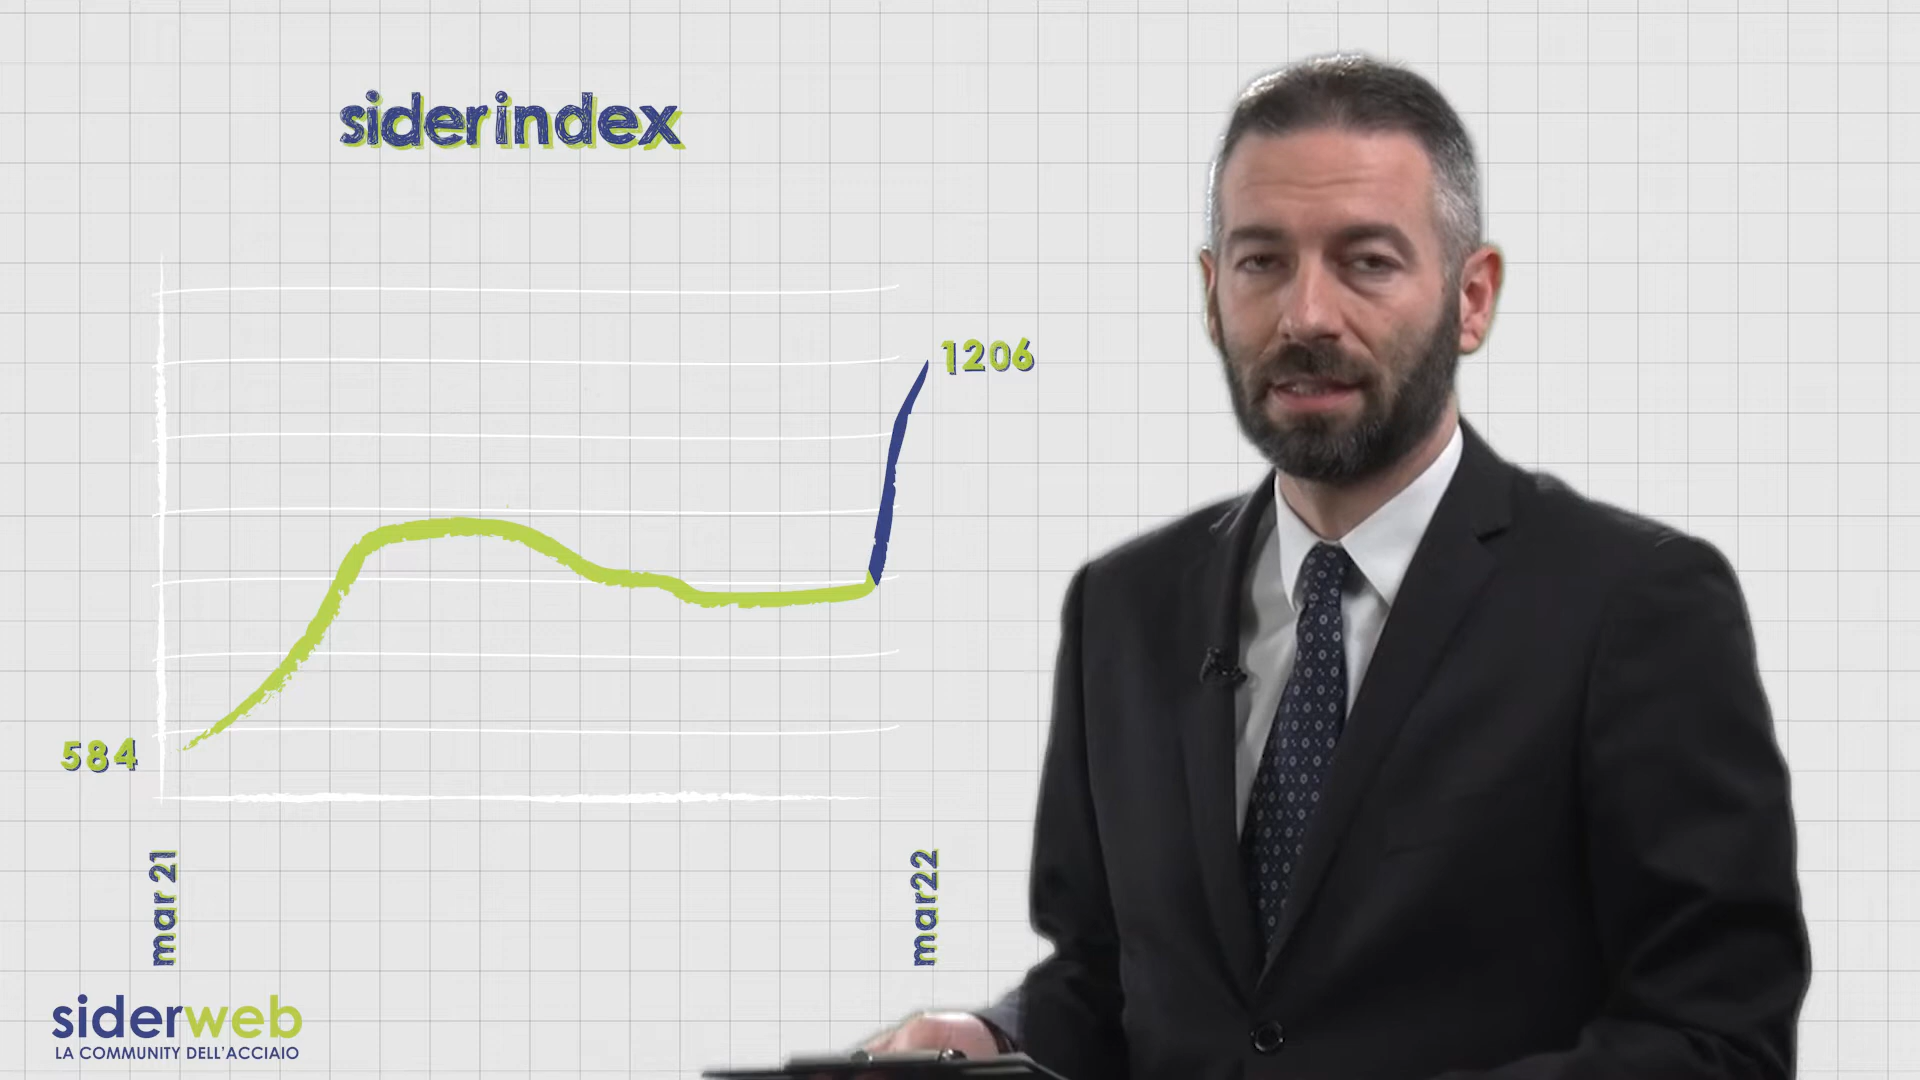 siderindex
1206
584
mar 21
mar22
siderweb
LA COMMUNITY DELL'ACCIAIO